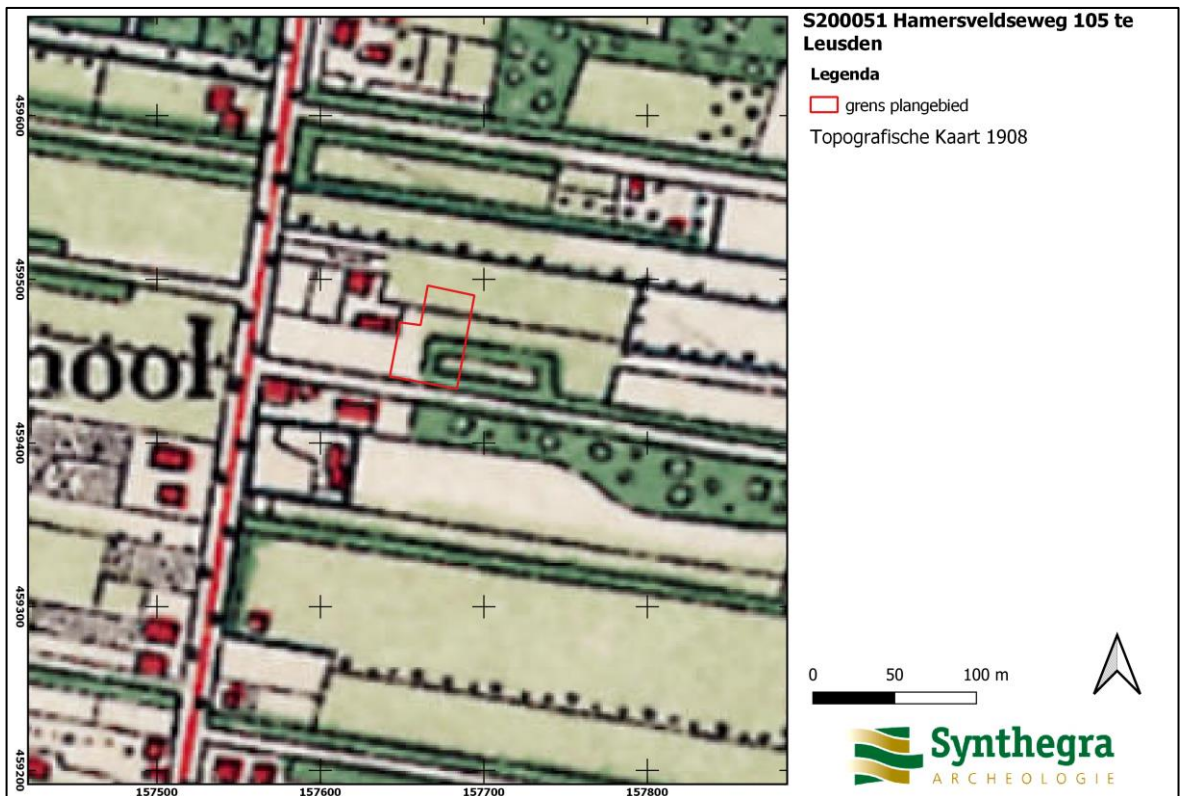 S200051 Hamersveldseweg 105 te
Leusden
Legenda
grens plangebied
Topografische Kaart 1908
459600
459500
459400
459300
459200
157500
157600
157700
157800
ool
0 50 100 m
Synthegra
ARCHEOLOGIE